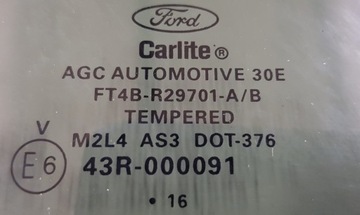 Ford
Carlite®
AGC AUTOMOTIVE 30E
FT4B-R29701-A/B
TEMPERED
V
M2L4 AS3 DOT-376
E6 43R-000091
• 16